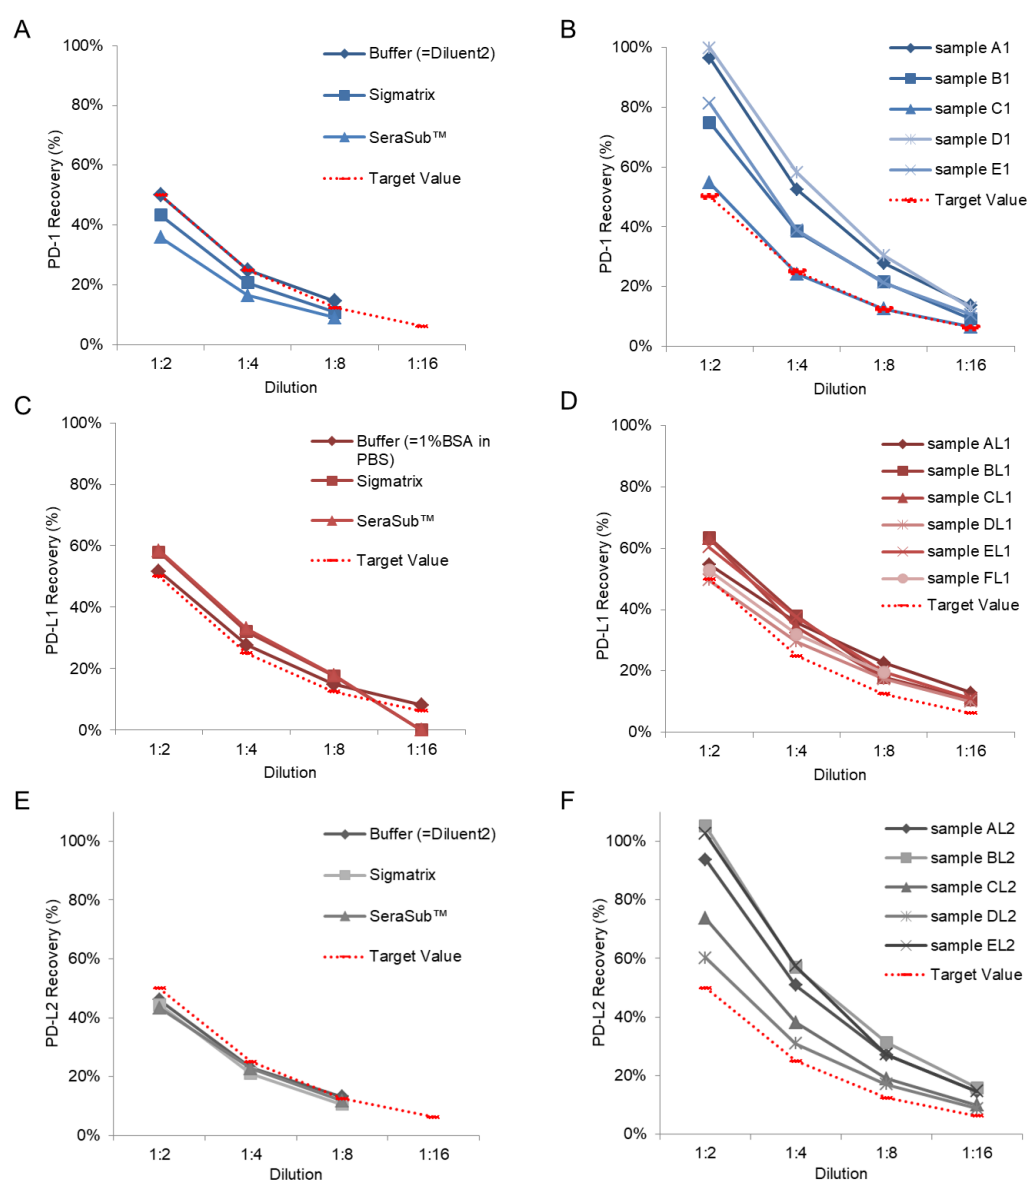 A
100%
80%
60%
40%
20%
0%
PD-1 Recovery (%)
1:2 1:4 1:8 1:16
Dilution
Buffer (=Diluent2)
Sigmatrix
SeraSub™
Target Value
B
100%
80%
60%
40%
20%
0%
PD-1 Recovery (%)
1:2 1:4 1:8 1:16
Dilution
sample A1
sample B1
sample C1
sample D1
sample E1
Target Value
C
100%
80%
60%
40%
20%
0%
PD-L1 Recovery (%)
1:2 1:4 1:8 1:16
Dilution
Buffer (=1%BSA in
PBS)
Sigmatrix
SeraSub™
Target Value
D
100%
80%
60%
40%
20%
0%
PD-L1 Recovery (%)
1:2 1:4 1:8 1:16
Dilution
sample AL1
sample BL1
sample CL1
sample DL1
sample EL1
sample FL1
Target Value
E
100%
80%
60%
40%
20%
0%
PD-L2 Recovery (%)
1:2 1:4 1:8 1:16
Dilution
Buffer (=Diluent2)
Sigmatrix
SeraSub™
Target Value
F
100%
80%
60%
40%
20%
0%
PD-L2 Recovery (%)
1:2 1:4 1:8 1:16
Dilution
sample AL2
sample BL2
sample CL2
sample DL2
sample EL2
Target Value